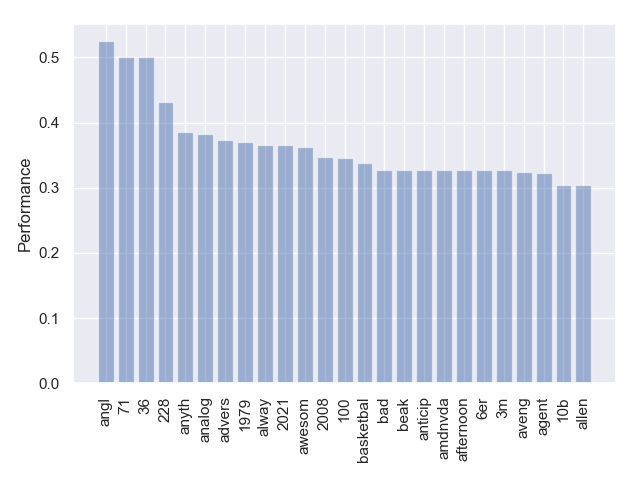 0.5
0.4
0.3
0.2
0.1
0.0
Performance
angl
71
36
228
anyth
analog
advers
1979
alway
2021
awesom
2008
100
basketbal
bad
beak
anticip
amdnvda
afternoon
6er
3m
aveng
agent
10b
allen